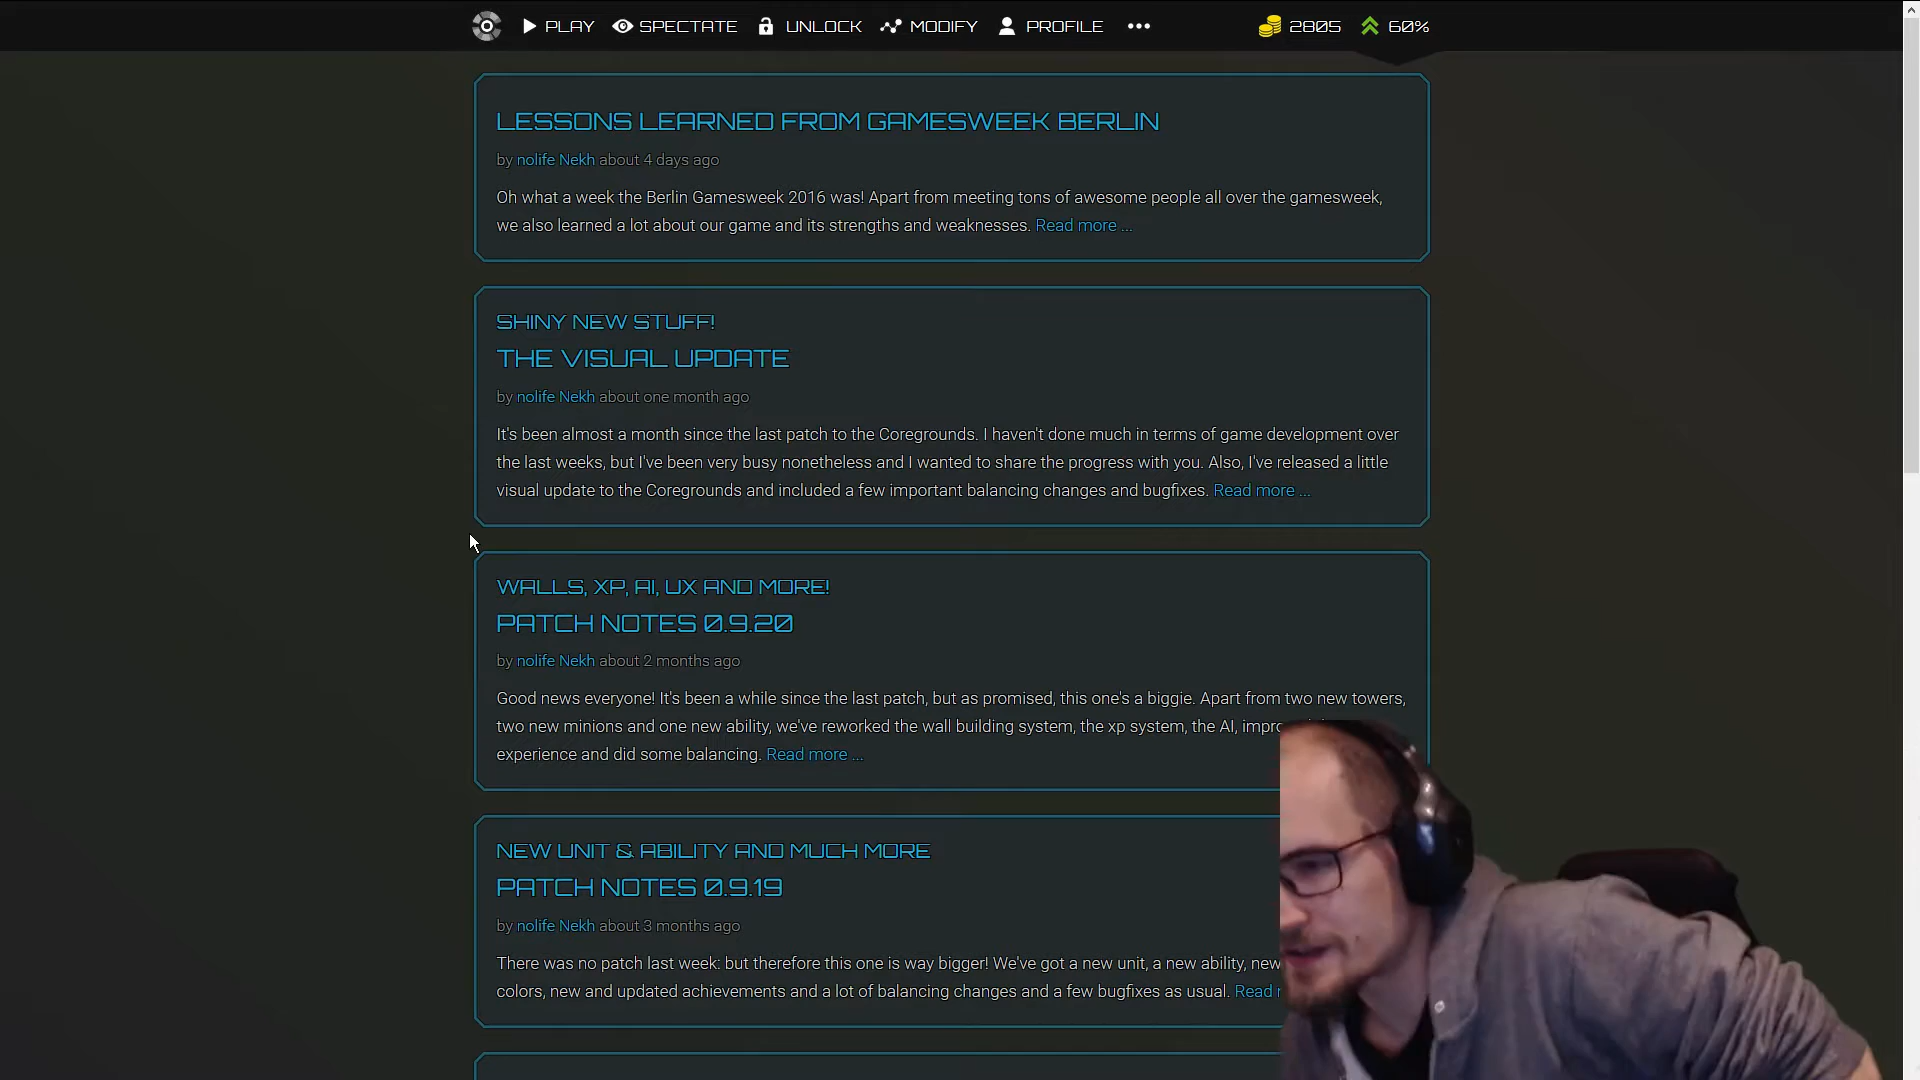 PLAY SPECTATE UNLOCK MODIFY PROFILE ••• 2805 60%
LESSONS LEARNED FROM GAMESWEEK BERLIN
by nolife Nekh about 4 days ago
Oh what a week the Berlin Gamesweek 2016 was! Apart from meeting tons of awesome people all over the gamesweek,
we also learned a lot about our game and its strengths and weaknesses. Read more ...
SHINY NEW STUFF!
THE VISUAL UPDATE
by nolife Nekh about one month ago
It's been almost a month since the last patch to the Coregrounds. I haven't done much in terms of game development over
the last weeks, but I've been very busy nonetheless and I wanted to share the progress with you. Also, I've released a little
visual update to the Coregrounds and included a few important balancing changes and bugfixes. Read more ...
WALLS, XP, AI, UX AND MORE!
PATCH NOTES 0.9.20
by nolife Nekh about 2 months ago
Good news everyone! It's been a while since the last patch, but as promised, this one's a biggie. Apart from two new towers,
two new minions and one new ability, we've reworked the wall building system, the xp system, the AI,
experience and did some balancing. Read more ...
NEW UNIT & ABILITY AND MUCH MORE
PATCH NOTES 0.9.19
by nolife Nekh about 3 months ago
There was no patch last week: but therefore this one is way bigger! We've got a new unit, a new ability, new
colors, new and updated achievements and a lot of balancing changes and a few bugfixes as usual. Read